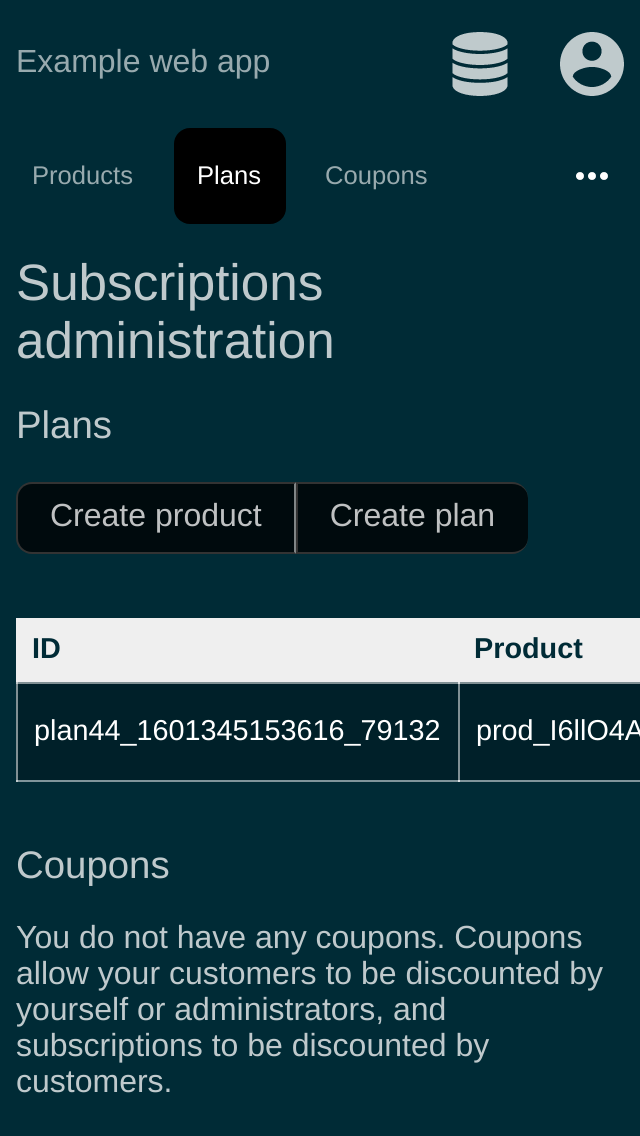 Example web app
Products Plans Coupons
Subscriptions
administration
Plans
Create product Create plan
ID Product
plan44_1601345153616_79132 prod_I6llO4A
Coupons
You do not have any coupons. Coupons
allow your customers to be discounted by
yourself or administrators, and
subscriptions to be discounted by
customers.